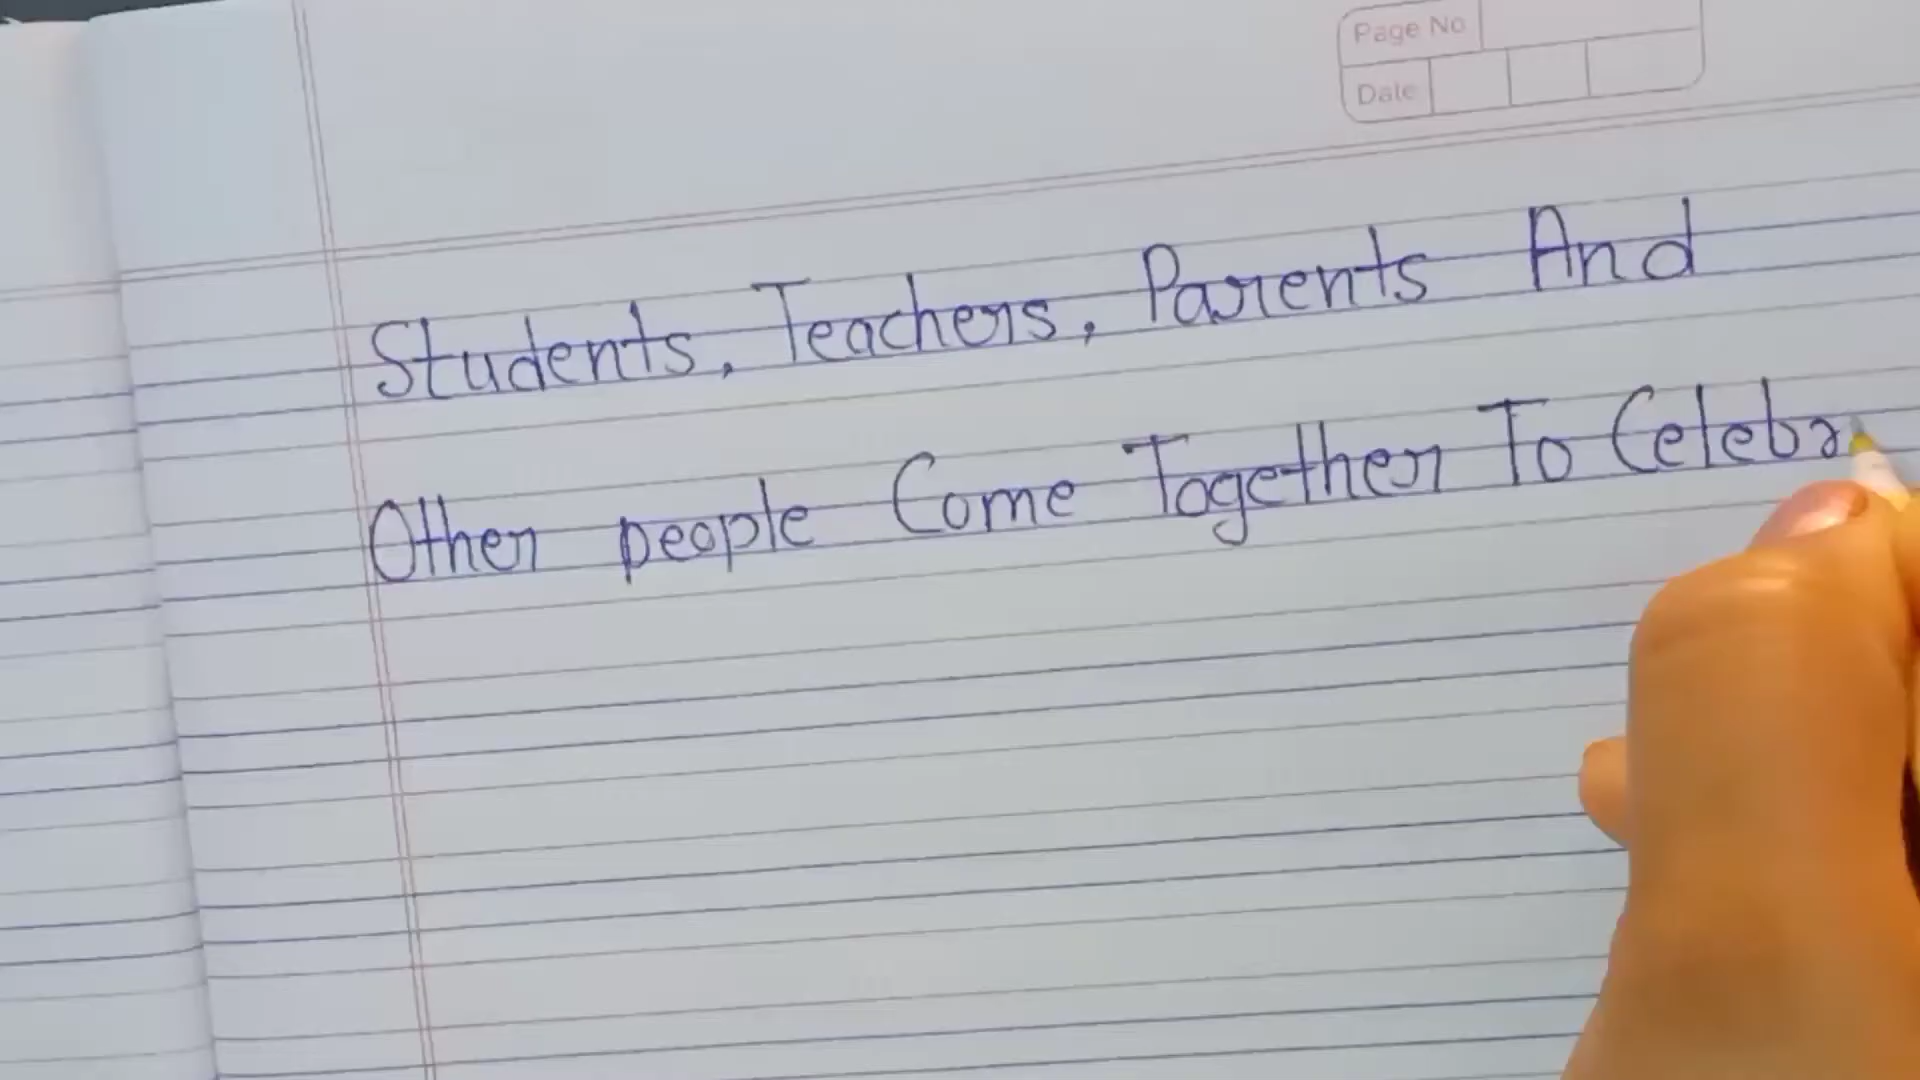 Page No
Date
Students, Teachers, Parents And
Other people Come Together To Celebr